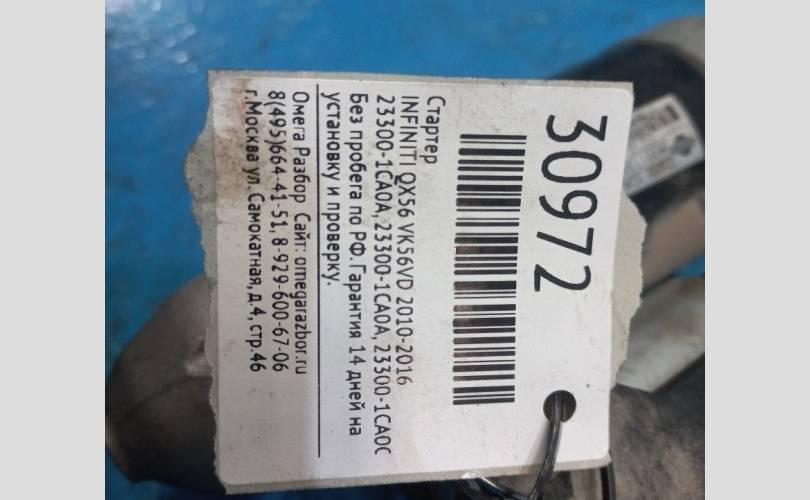 30972
Стартер
INFINITI QX56 VK56VD 2010-2016
23300-1CA0A, 23300-1CA0A, 23300-1CA0C
Без пробега по РФ. Гарантия 14 дней на
установку и проверку.
Омега Разбор Сайт: omegarazbor.ru
8(495)664-41-51, 8-929-600-67-06
г.Москва ул. Самокатная, д.4, стр.46